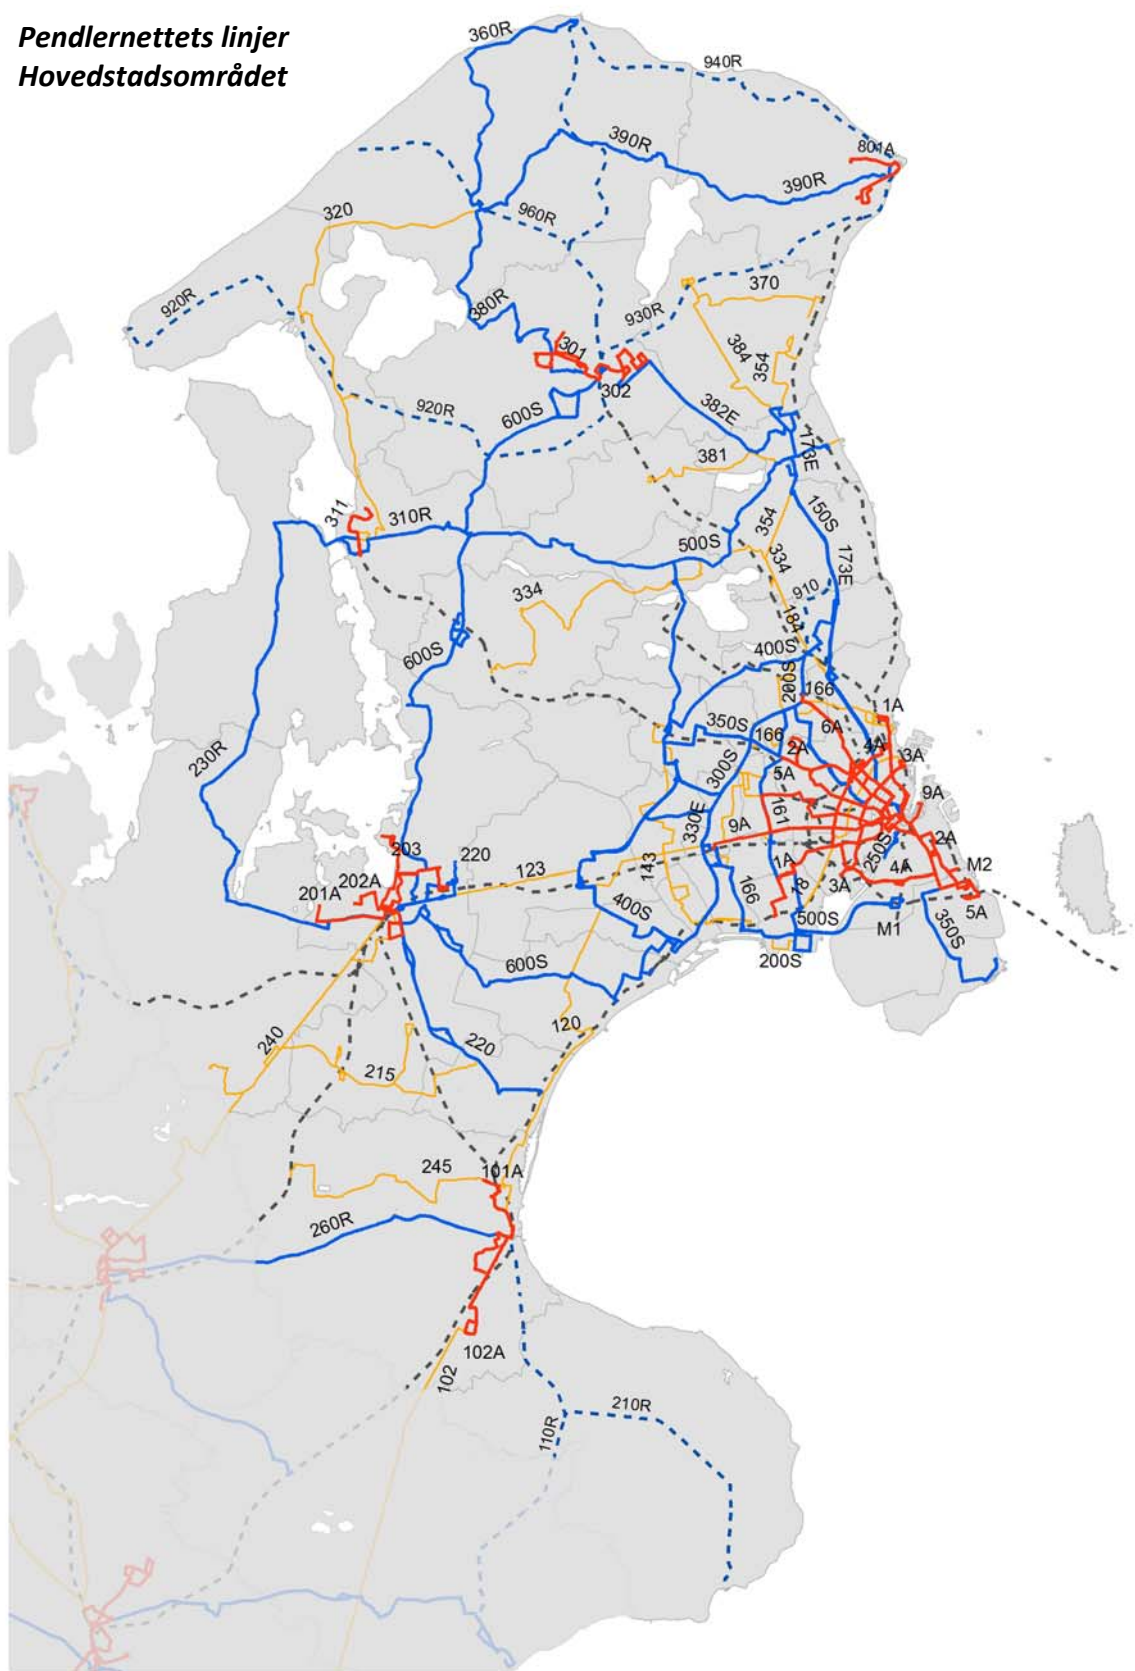 Pendlernettets linjer
Hovedstadsområdet
360R
940R
390R
801A
390R
320
960R
370
920R
380R
930R
301
384
354
302
382E
920R
600S
173E
381
311
310R
150S
354
500S
334
173E
334
910
184
400S
600S
200S
166
1A
350S
6A
166
4A
2A
3A
230R
300S
5A
9A
161
330E
9A
2A
203
250S
220
123
143
1A
4A
M2
202A
18
3A
201A
166
400S
500S
5A
M1
350S
600S
200S
120
240
220
215
245
101A
260R
102A
102
210R
110R